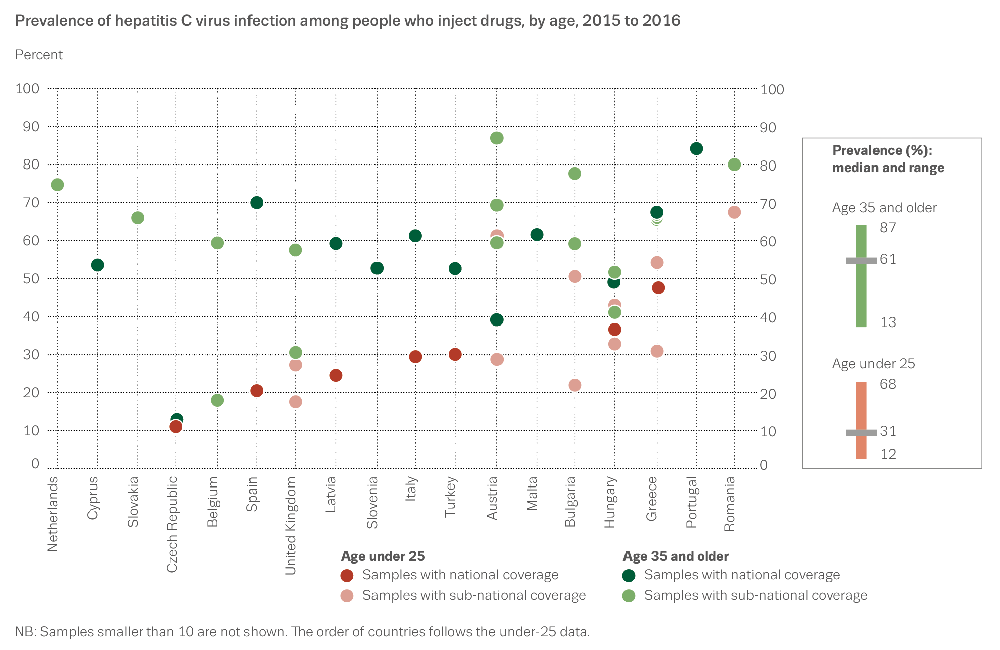 Prevalence of hepatitis C virus infection among people who inject drugs, by age, 2015 to 2016
Percent
100
90
80
70
60
50
40
30
20
10
0
100
90
80
70
60
50
40
30
20
10
0
Netherlands
Cyprus
Slovakia
Czech Republic
Belgium
Spain
United Kingdom
Latvia
Slovenia
Italy
Turkey
Austria
Malta
Bulgaria
Hungary
Greece
Portugal
Romania
Prevalence (%):
median and range
Age 35 and older
87
61
13
Age under 25
68
31
12
Age under 25
Samples with national coverage
Samples with sub-national coverage
Age 35 and older
Samples with national coverage
Samples with sub-national coverage
NB: Samples smaller than 10 are not shown. The order of countries follows the under-25 data.